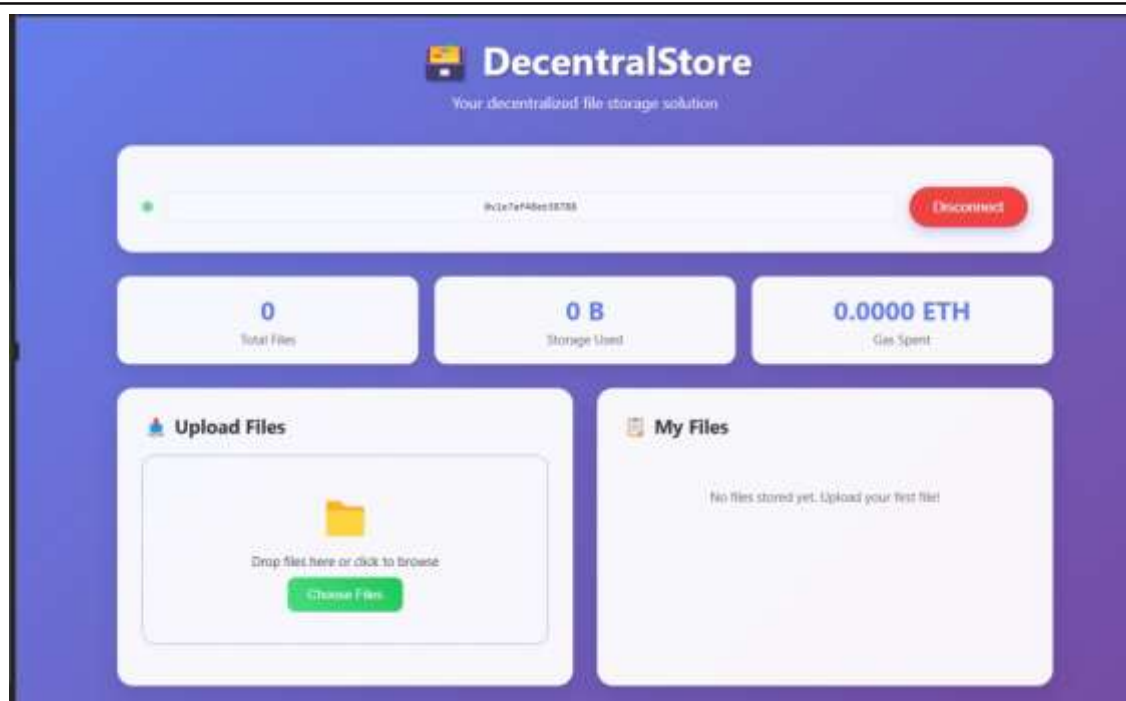 DecentralStore
Your decentralized file storage solution
Disconnect
0
Total Files
0 B
Storage Used
0.0000 ETH
Gas Spent
Upload Files
Drop files here or click to browse
Choose Files
My Files
No files stored yet. Upload your first file!